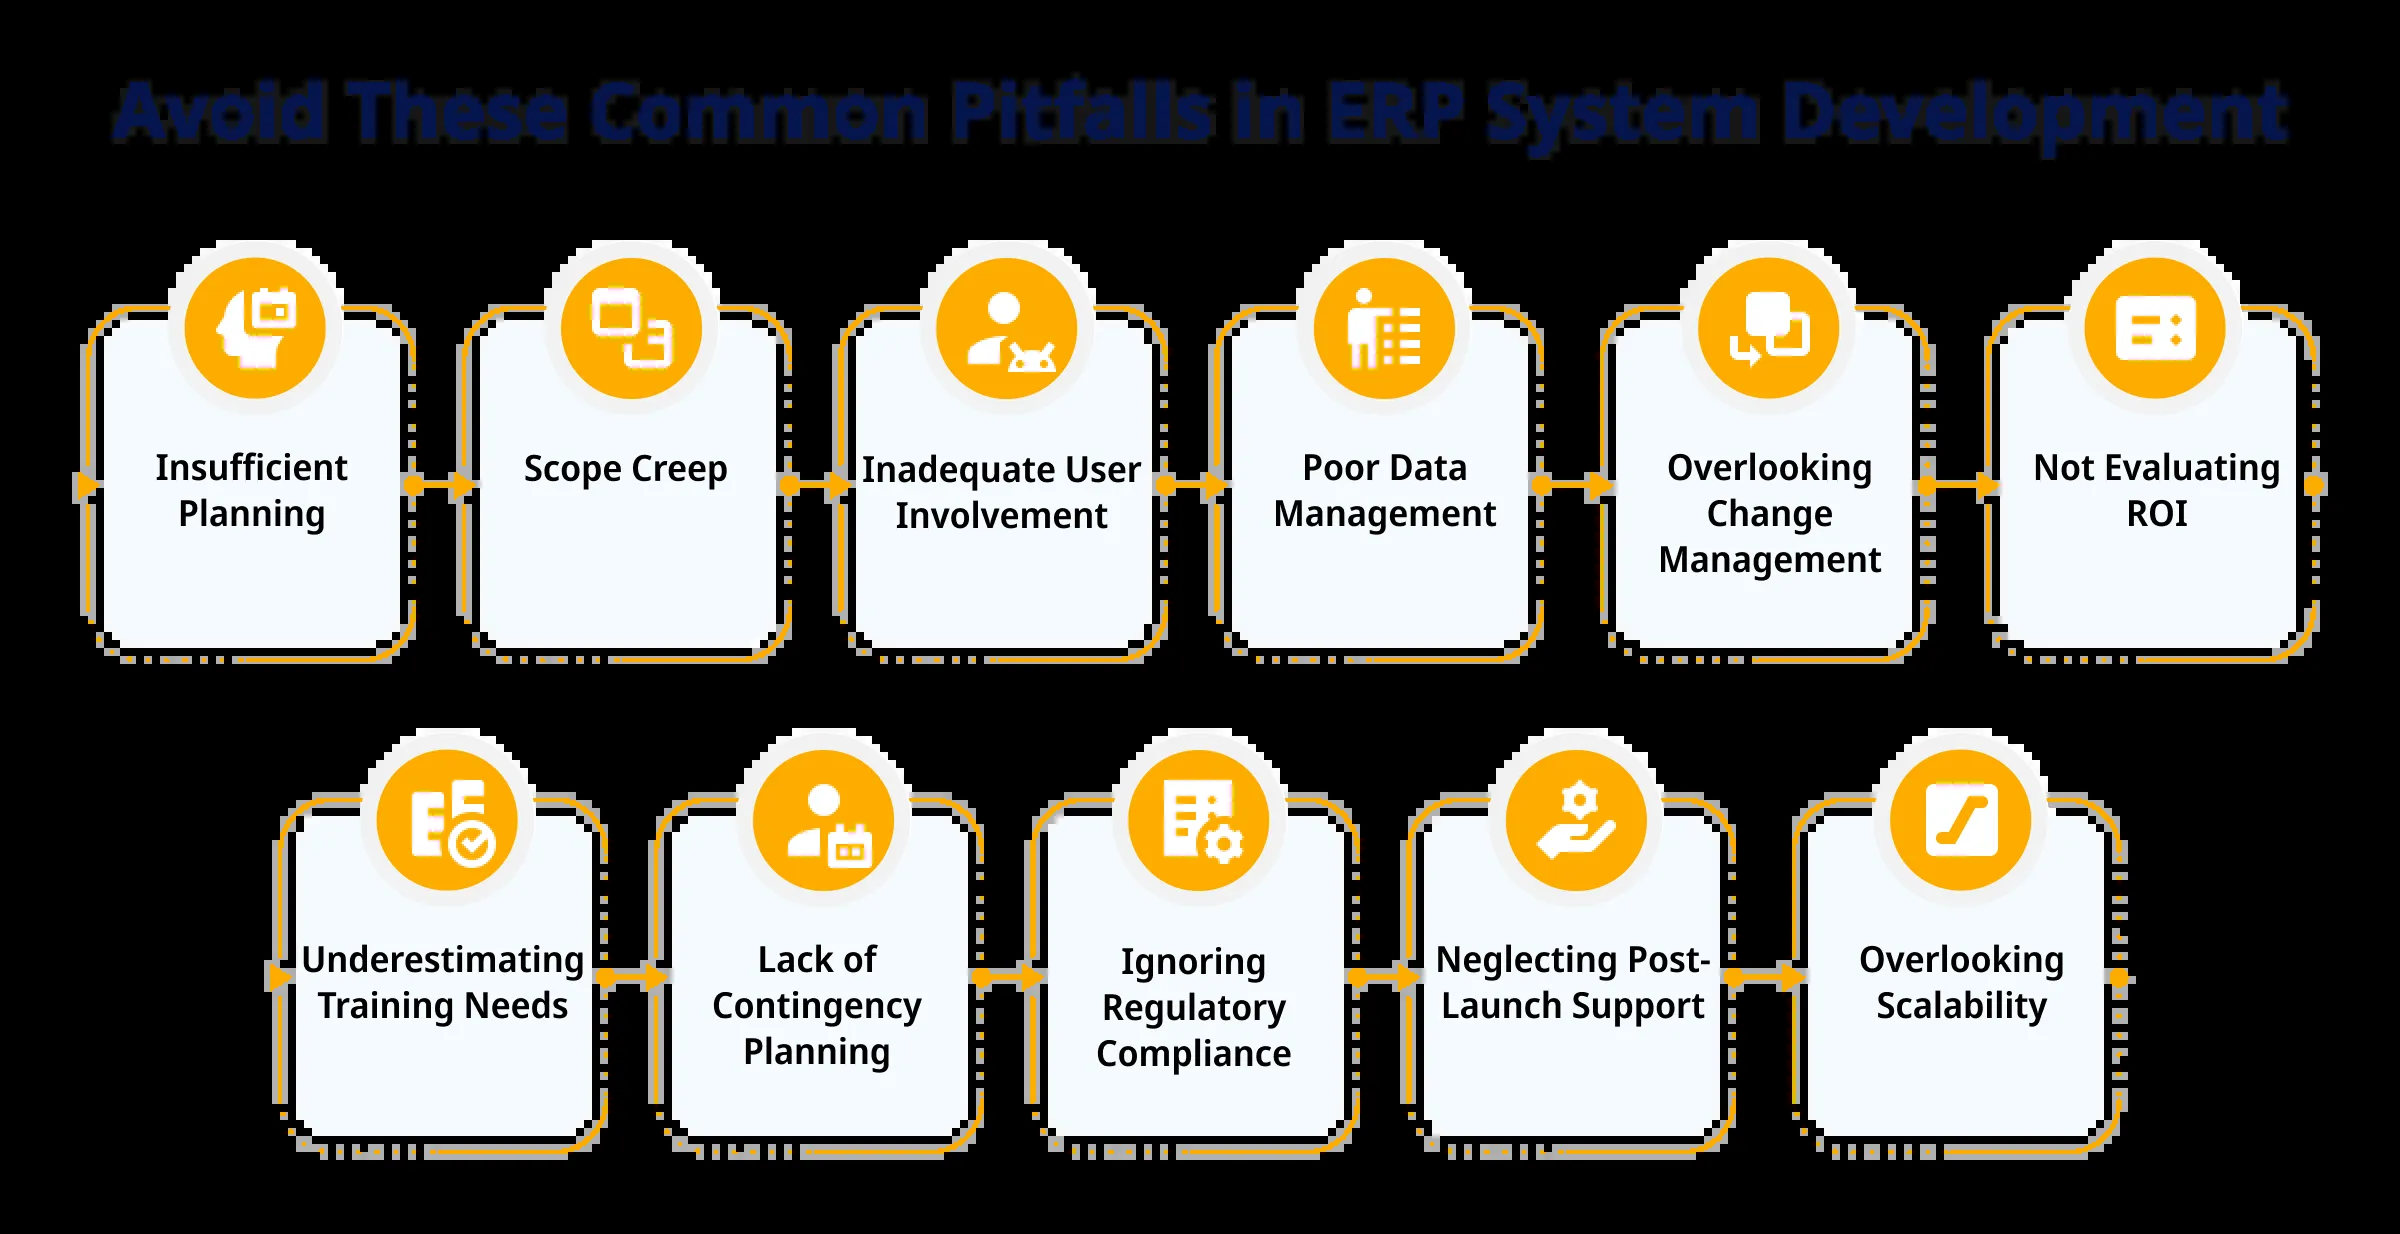 Avoid These Common Pitfalls in ERP System Development
Insufficient
Planning
Scope Creep
Inadequate User
Involvement
Poor Data
Management
Overlooking
Change
Management
Not Evaluating
ROI
Underestimating
Training Needs
Lack of
Contingency
Planning
Ignoring
Regulatory
Compliance
Neglecting Post-
Launch Support
Overlooking
Scalability